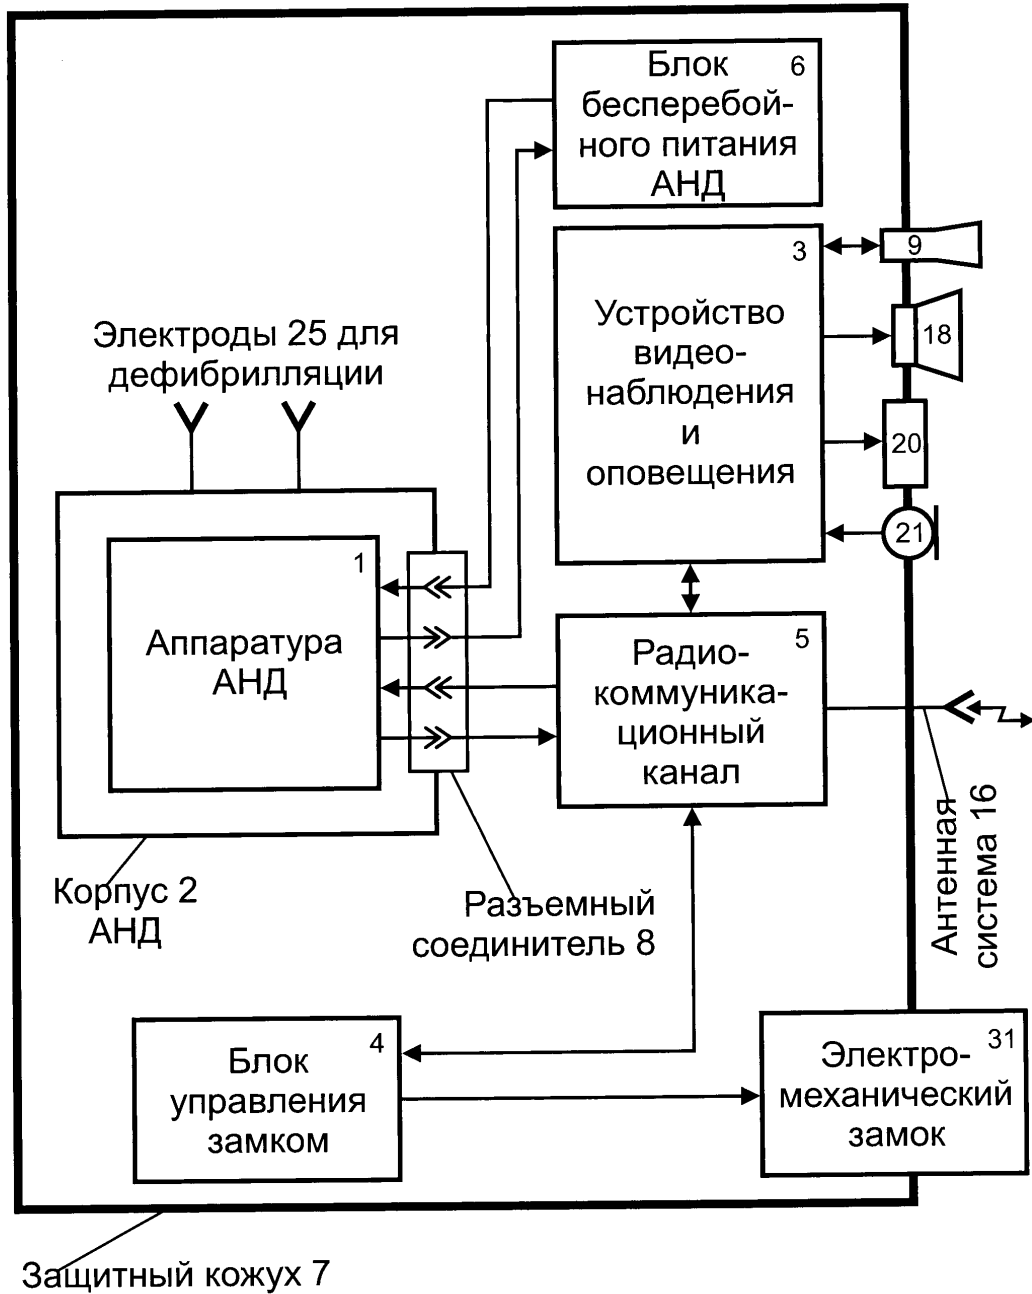 Блок 6
бесперебой-
ного питания
АНД
3
Устройство
видео-
наблюдения
и
оповещения
9
18
20
21
Электроды 25 для
дефибрилляции
1
Аппаратура
АНД
5
Радио-
коммуника-
ционный
канал
Антенная
система 16
Корпус 2
АНД
Разъемный
соединитель 8
4
Блок
управления
замком
31
Электро-
механический
замок
Защитный кожух 7